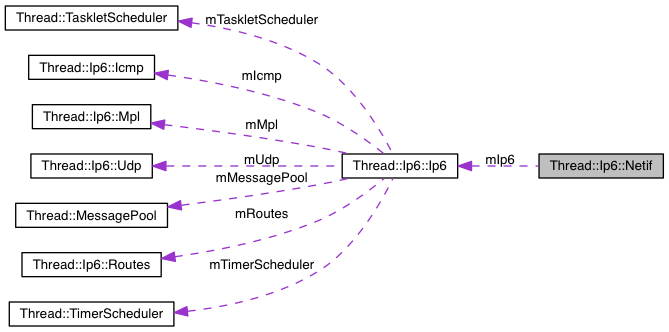 Thread::TaskletScheduler
mTaskletScheduler
Thread::Ip6::Icmp
mIcmp
Thread::Ip6::Mpl
mMpl
Thread::Ip6::Udp
mUdp
Thread::Ip6::Ip6
mIp6
Thread::Ip6::Netif
mMessagePool
Thread::MessagePool
mRoutes
Thread::Ip6::Routes
mTimerScheduler
Thread::TimerScheduler